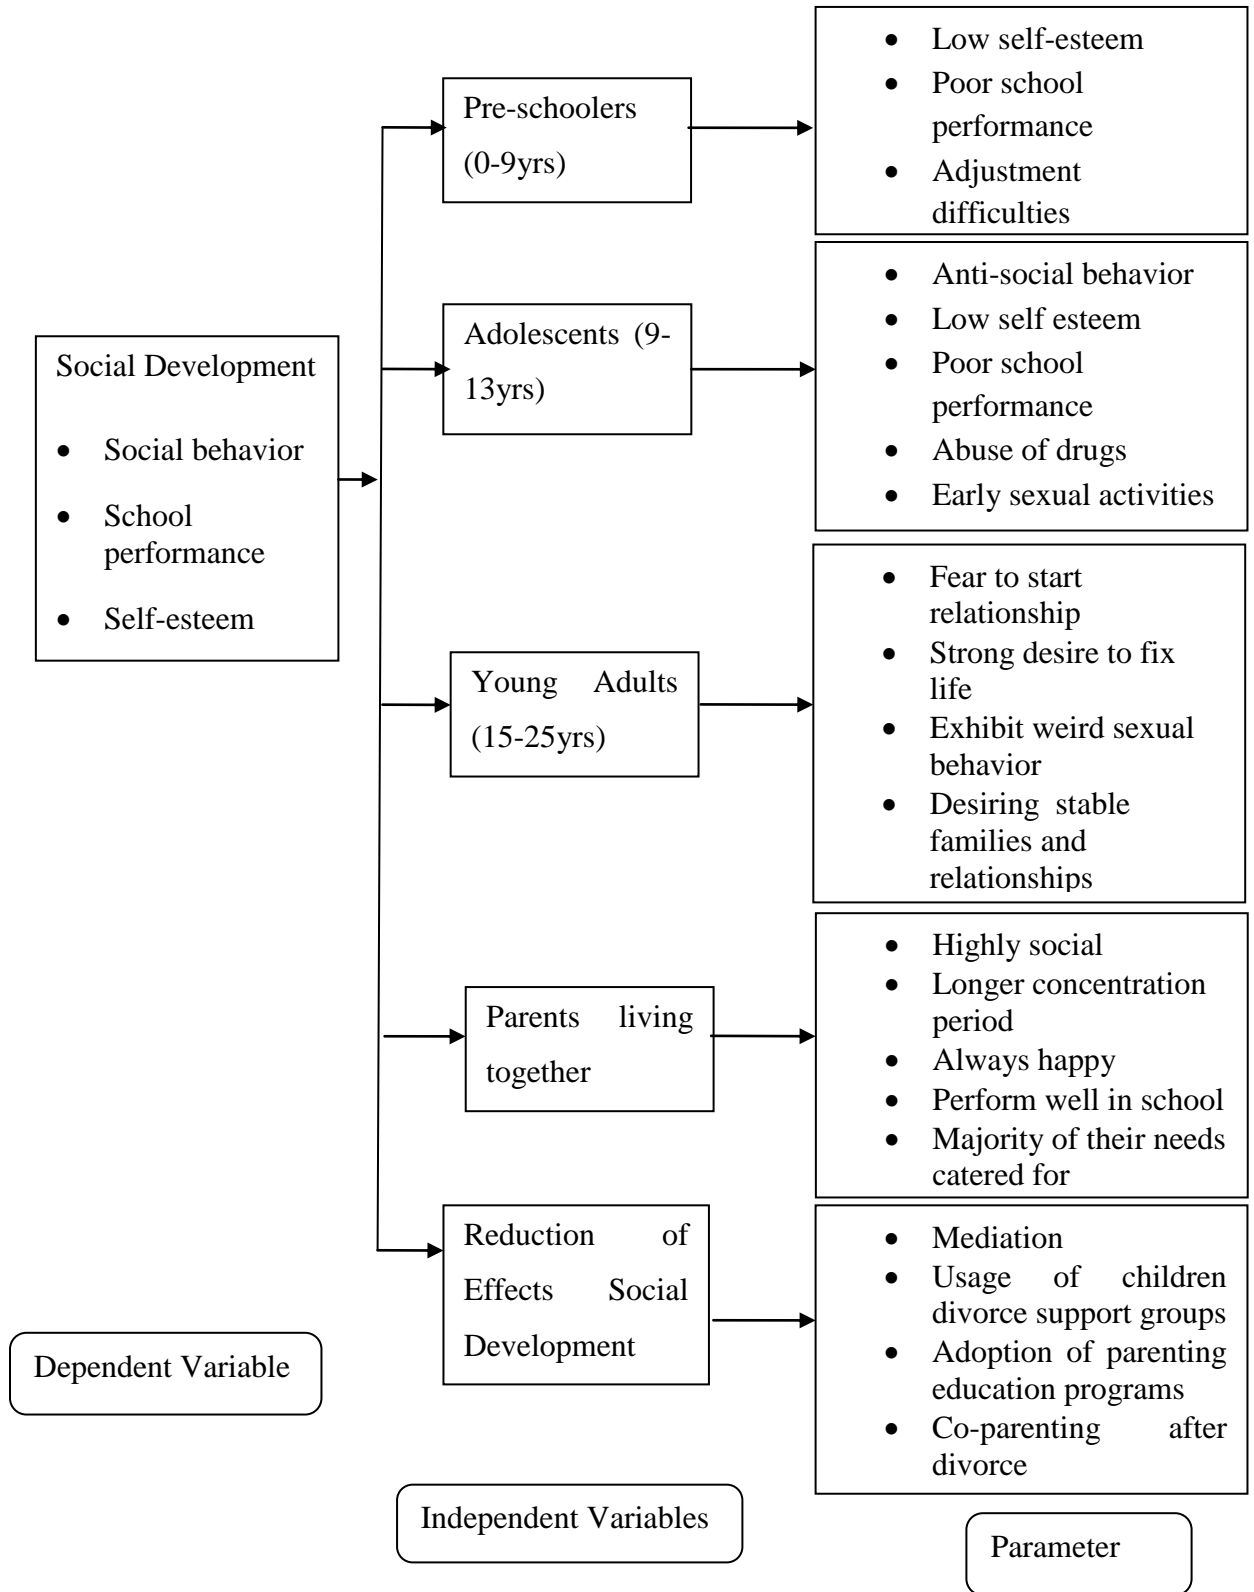 Social Development
• Social behavior
• School
performance
• Self-esteem
Pre-schoolers
(0-9yrs)
• Low self-esteem
• Poor school
performance
• Adjustment
difficulties
Adolescents (9-
13yrs)
• Anti-social behavior
• Low self esteem
• Poor school
performance
• Abuse of drugs
• Early sexual activities
Young Adults
(15-25yrs)
• Fear to start
relationship
• Strong desire to fix
life
• Exhibit weird sexual
behavior
• Desiring stable
families and
relationships
Parents living
together
• Highly social
• Longer concentration
period
• Always happy
• Perform well in school
• Majority of their needs
catered for
Reduction of
Effects Social
Development
• Mediation
• Usage of children
divorce support groups
• Adoption of parenting
education programs
• Co-parenting after
divorce
Dependent Variable
Independent Variables
Parameter